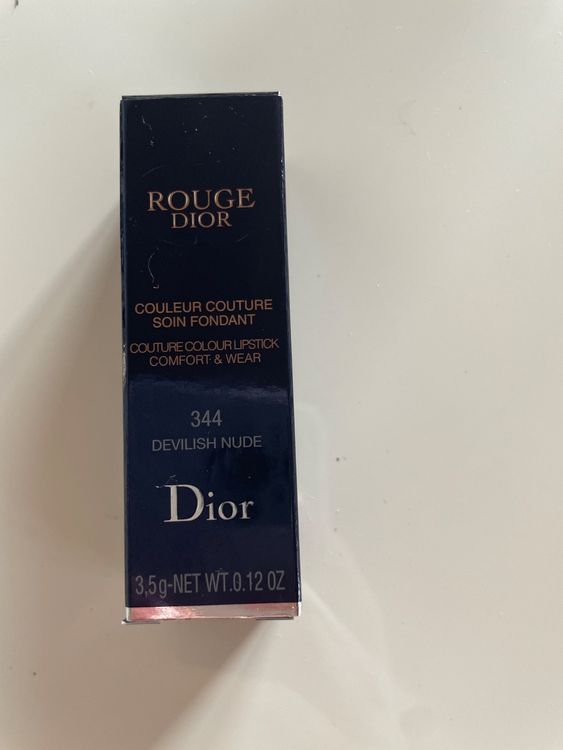 ROUGE
DIOR
COULEUR COUTURE
SOIN FONDANT
COUTURE COLOUR LIPSTICK
COMFORT & WEAR
344
DEVILISH NUDE
Dior
3,5g-NET WT.0.12 OZ